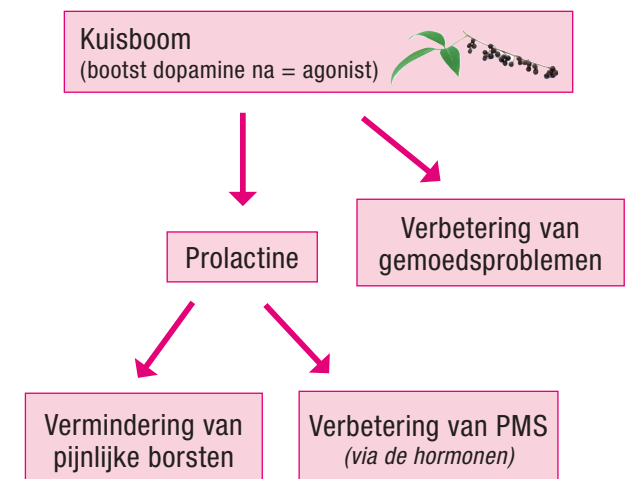 Kuisboom
(bootst dopamine na = agonist)
Prolactine
Verbetering van
gemoedsproblemen
Vermindering van
pijnlijke borsten
Verbetering van PMS
(via de hormonen)